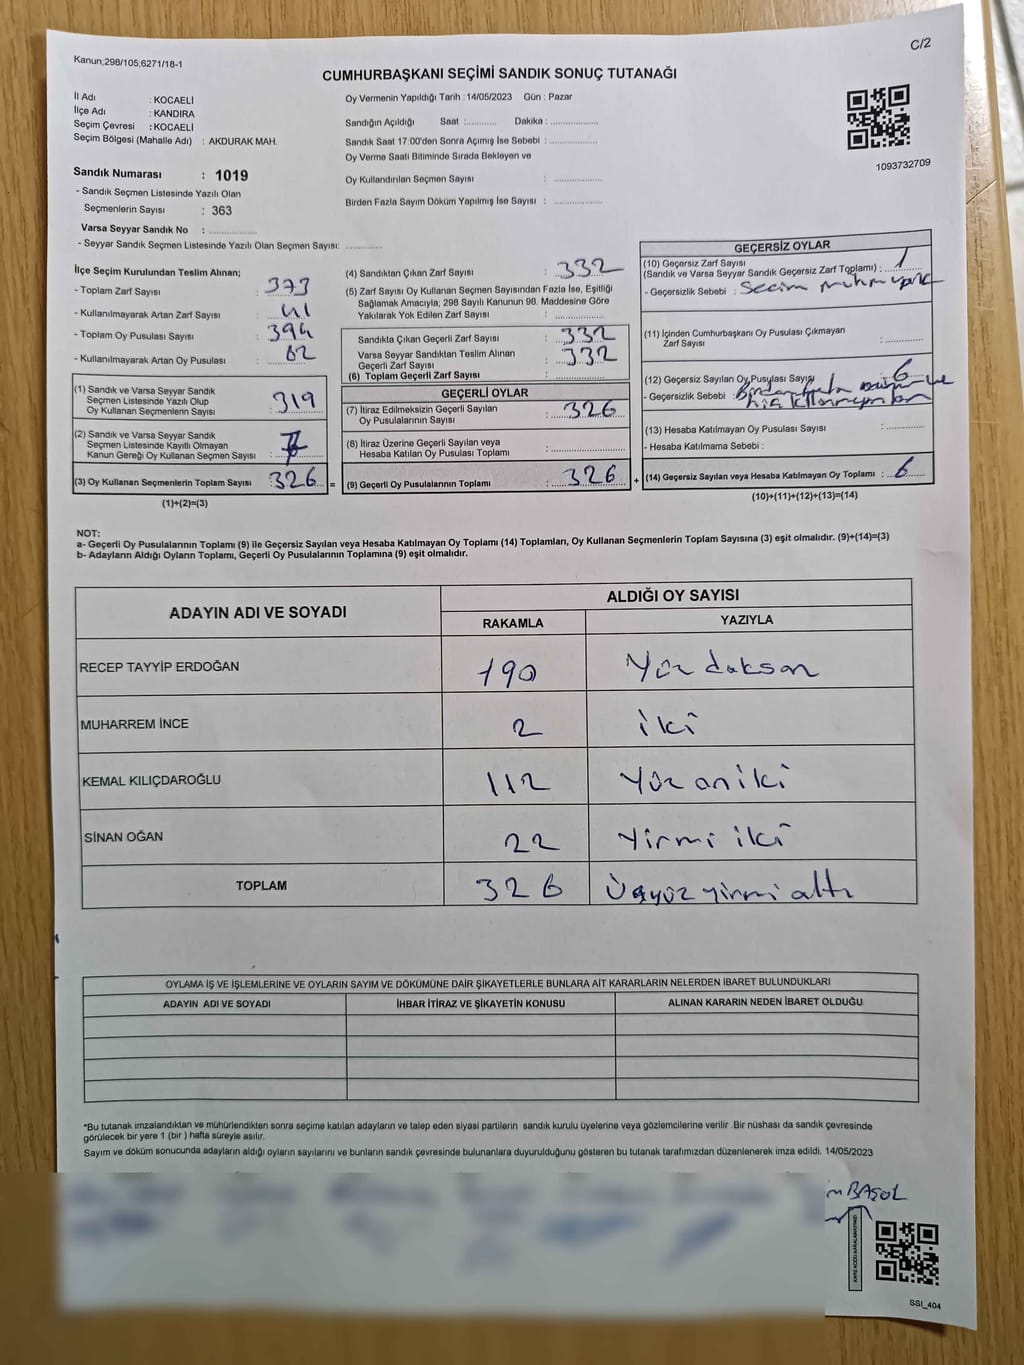 C/2
Kanun;298/105;6271/18-1
CUMHURBAŞKANI SEÇİMİ SANDIK SONUÇ TUTANAĞI
İl Adı : KOCAELİ
İlçe Adı : KANDIRA
Seçim Çevresi : KOCAELİ
Seçim Bölgesi (Mahalle Adı) : AKDURAK MAH.
Oy Vermenin Yapıldığı Tarih : 14/05/2023 Gün : Pazar
Sandığın Açıldığı Saat :........... Dakika : ...................
Sandık Saat 17:00'den Sonra Açımış İse Sebebi : ...................
Oy Verme Saati Bitiminde Sırada Bekleyen ve
Oy Kullandırılan Seçmen Sayısı : ...................
Birden Fazla Sayım Döküm Yapılmış İse Sayısı : ...................
1093732709
Sandık Numarası : 1019
- Sandık Seçmen Listesinde Yazılı Olan
Seçmenlerin Sayısı : 363
Varsa Seyyar Sandık No : ...................
- Seyyar Sandık Seçmen Listesinde Yazılı Olan Seçmen Sayısı: ...............
İlçe Seçim Kurulundan Teslim Alınan;
- Toplam Zarf Sayısı : 373
- Kullanılmayarak Artan Zarf Sayısı : 41
- Toplam Oy Pusulası Sayısı : 394
- Kullanılmayarak Artan Oy Pusulası : 62
(1) Sandık ve Varsa Seyyar Sandık
Seçmen Listesinde Yazılı Olup
Oy Kullanan Seçmenlerin Sayısı : 319
(2) Sandık ve Varsa Seyyar Sandık
Seçmen Listesinde Kayıtlı Olmayan
Kanun Gereği Oy Kullanan Seçmen Sayısı :
(3) Oy Kullanan Seçmenlerin Toplam Sayısı : 326 =
(1)+(2)=(3)
(4) Sandıktan Çıkan Zarf Sayısı : 332
(5) Zarf Sayısı Oy Kullanan Seçmen Sayısından Fazla İse, Eşitliği
Sağlamak Amacıyla, 298 Sayılı Kanunun 98. Maddesine Göre
Yakılarak Yok Edilen Zarf Sayısı : ...................
Sandıkta Çıkan Geçerli Zarf Sayısı : 332
Varsa Seyyar Sandıktan Teslim Alınan
Geçerli Zarf Sayısı : 332
(6) Toplam Geçerli Zarf Sayısı : ...................
GEÇERLİ OYLAR
(7) İtiraz Edilmeksizin Geçerli Sayılan
Oy Pusulalarının Sayısı : 326
(8) İtiraz Üzerine Geçerli Sayılan veya
Hesaba Katılan Oy Pusulası Toplamı : ...................
(9) Geçerli Oy Pusulalarının Toplamı : 326 +
GEÇERSİZ OYLAR
(10) Geçersiz Zarf Sayısı
(Sandık ve Varsa Seyyar Sandık Geçersiz Zarf Toplamı) : 1
- Geçersizlik Sebebi : Secim
(11) İçinden Cumhurbaşkanı Oy Pusulası Çıkmayan
Zarf Sayısı : ............
(12) Geçersiz Sayılan Oy Pusulası Sayısı : 6
- Geçersizlik Sebebi : ve
(13) Hesaba Katılmayan Oy Pusulası Sayısı : ............
- Hesaba Katılmama Sebebi :
(14) Geçersiz Sayılan veya Hesaba Katılmayan Oy Toplamı : 6
(10)+(11)+(12)+(13)=(14)
NOT:
a- Geçerli Oy Pusulalarının Toplamı (9) ile Geçersiz Sayılan veya Hesaba Katılmayan Oy Toplamı (14) Toplamları, Oy Kullanan Seçmenlerin Toplam Sayısına (3) eşit olmalıdır. (9)+(14)=(3)
b- Adayların Aldığı Oyların Toplamı, Geçerli Oy Pusulalarının Toplamına (9) eşit olmalıdır.
ADAYIN ADI VE SOYADI ALDIĞI OY SAYISI
RAKAMLA YAZIYLA
RECEP TAYYİP ERDOĞAN 190 Yüz doksan
MUHARREM İNCE 2 iki
KEMAL KILIÇDAROĞLU 112 Yüz on iki
SİNAN OĞAN 22 Yirmi iki
TOPLAM 326 Üçyüz yirmi altı
OYLAMA İŞ VE İŞLEMLERİNE VE OYLARIN SAYIM VE DÖKÜMÜNE DAİR ŞİKAYETLERLE BUNLARA AİT KARARLARIN NELERDEN İBARET BULUNDUKLARI
ADAYIN ADI VE SOYADI İHBAR İTİRAZ VE ŞİKAYETİN KONUSU ALINAN KARARIN NEDEN İBARET OLDUĞU
*Bu tutanak imzalandıktan ve mühürlendikten sonra seçime katılan adayların ve talep eden siyasi partilerin sandık kurulu üyelerine veya gözlemcilerine verilir .Bir nüshası da sandık çevresinde
görülecek bir yere 1 (bir ) hafta süreyle asılır.
Sayım ve döküm sonucunda adayların aldığı oyların sayılarını ve bunların sandık çevresinde bulunanlara duyurulduğunu gösteren bu tutanak tarafımızdan düzenlenerek imza edildi. 14/05/2023
BAŞOL
KARE KODU KARALAMAYINIZ!
SSI_404